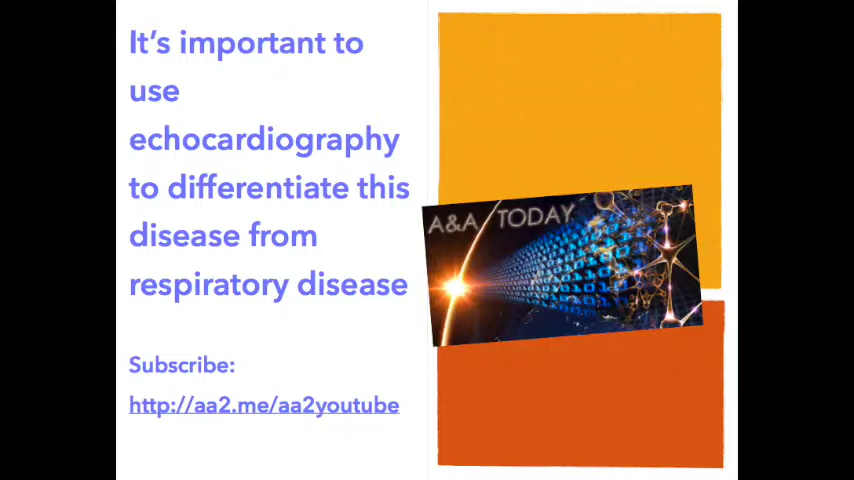 It's important to
use
echocardiography
to differentiate this
disease from
respiratory disease
A&A TODAY
Subscribe:
http://aa2.me/aa2youtube